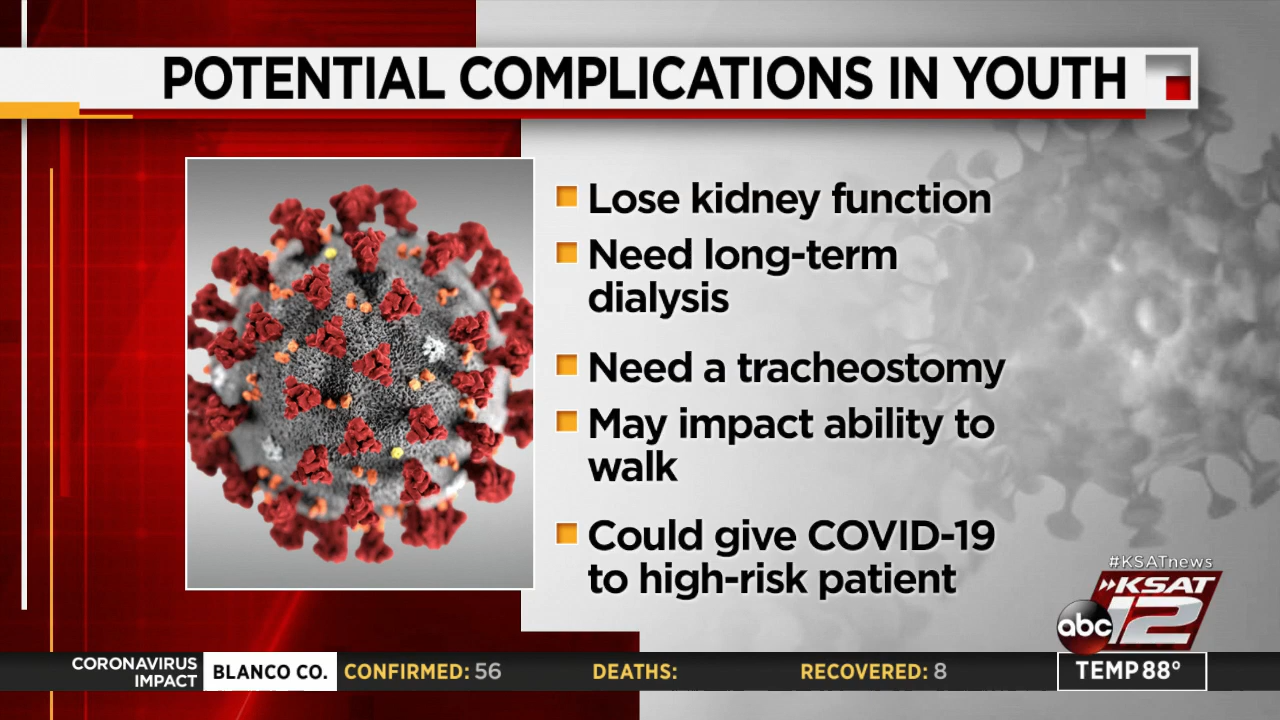 POTENTIAL COMPLICATIONS IN YOUTH
Lose kidney function
Need long-term
dialysis
Need a tracheostomy
May impact ability to
walk
Could give COVID-19
to high-risk patient
#KSATnews
KSAT
abc 12
CORONAVIRUS
IMPACT
BLANCO CO. CONFIRMED: 56 DEATHS: RECOVERED: 8
TEMP 88°